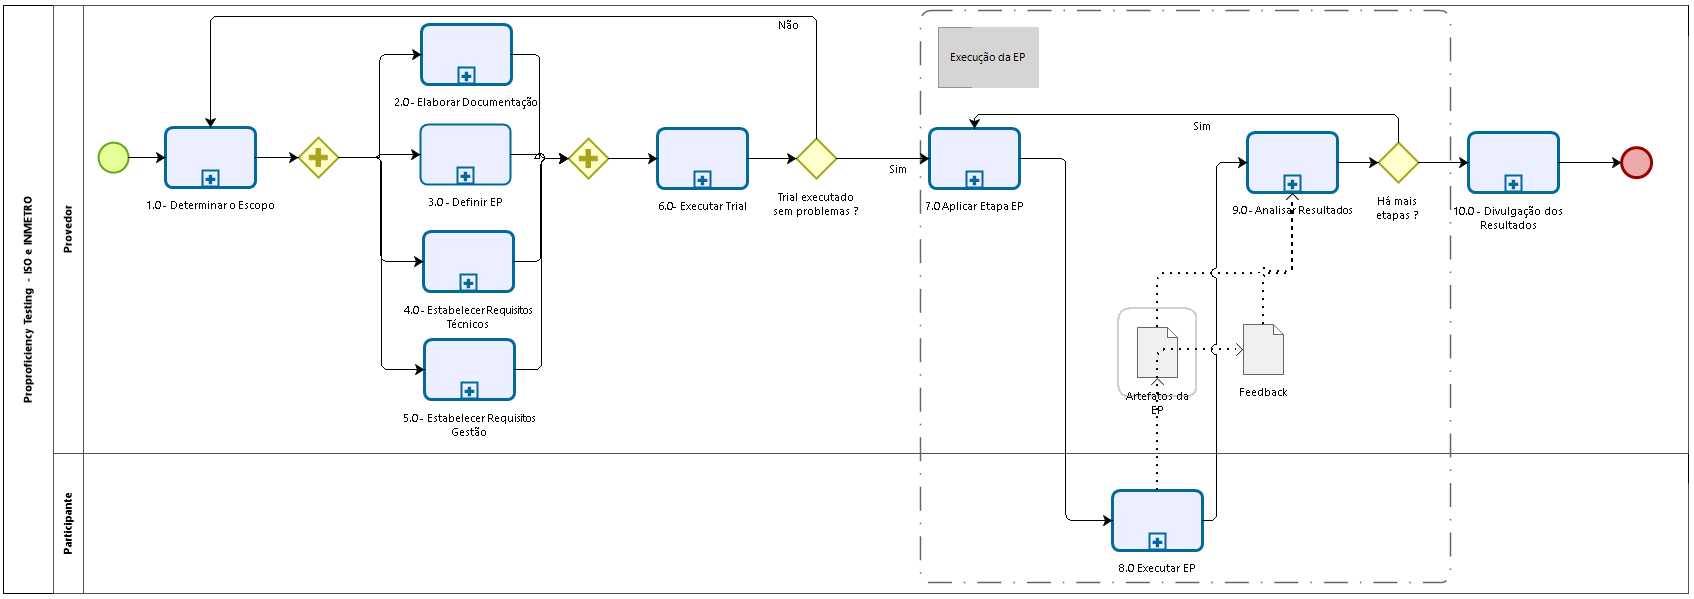 Proproficiency Testing - ISO e INMETRO
Provedor
Participante
Não
Execução da EP
2.0- Elaborar Documentação
Sim
1.0- Determinar o Escopo
3.0 - Definir EP
6.0- Executar Trial
Trial executado
sem problemas ?
Sim
7.0 Aplicar Etapa EP
9.0- Analisar Resultados
Há mais
etapas ?
10.0 - Divulgação dos
Resultados
4.0- Estabelecer Requisitos
Técnicos
5.0- Estabelecer Requisitos
Gestão
Artefatos da
EP
Feedback
8.0 Executar EP